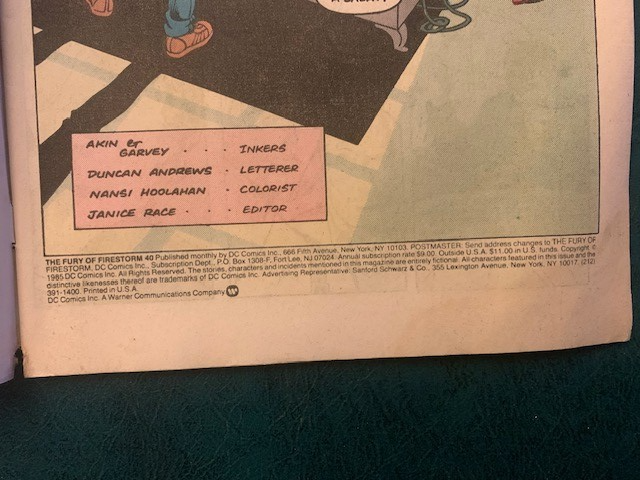 AKIN &
GARVEY . . . INKERS
DUNCAN ANDREWS . LETTERER
NANSI HOOLAHAN . COLORIST
JANICE RACE . . . EDITOR
THE FURY OF FIRESTORM 40 Published monthly by DC Comics Inc., 666 Fifth Avenue, New York, NY 10103. POSTMASTER: Send address changes to THE FURY OF
FIRESTORM, DC Comics Inc., Subscription Dept., P.O. Box 1308-F, Fort Lee, NJ 07024. Annual subscription rate $9.00. Outside U.S.A. $11.00 in U.S. funds. Copyright ©
1985 DC Comics Inc. All Rights Reserved. The stories, characters and incidents mentioned in this magazine are entirely fictional. All characters featured in this issue and the
distinctive likenesses thereof are trademarks of DC Comics Inc. Advertising Representative: Sanford Schwarz & Co., 355 Lexington Avenue, New York, NY 10017. (212)
391-1400. Printed in U.S.A.
DC Comics Inc. A Warner Communications Company